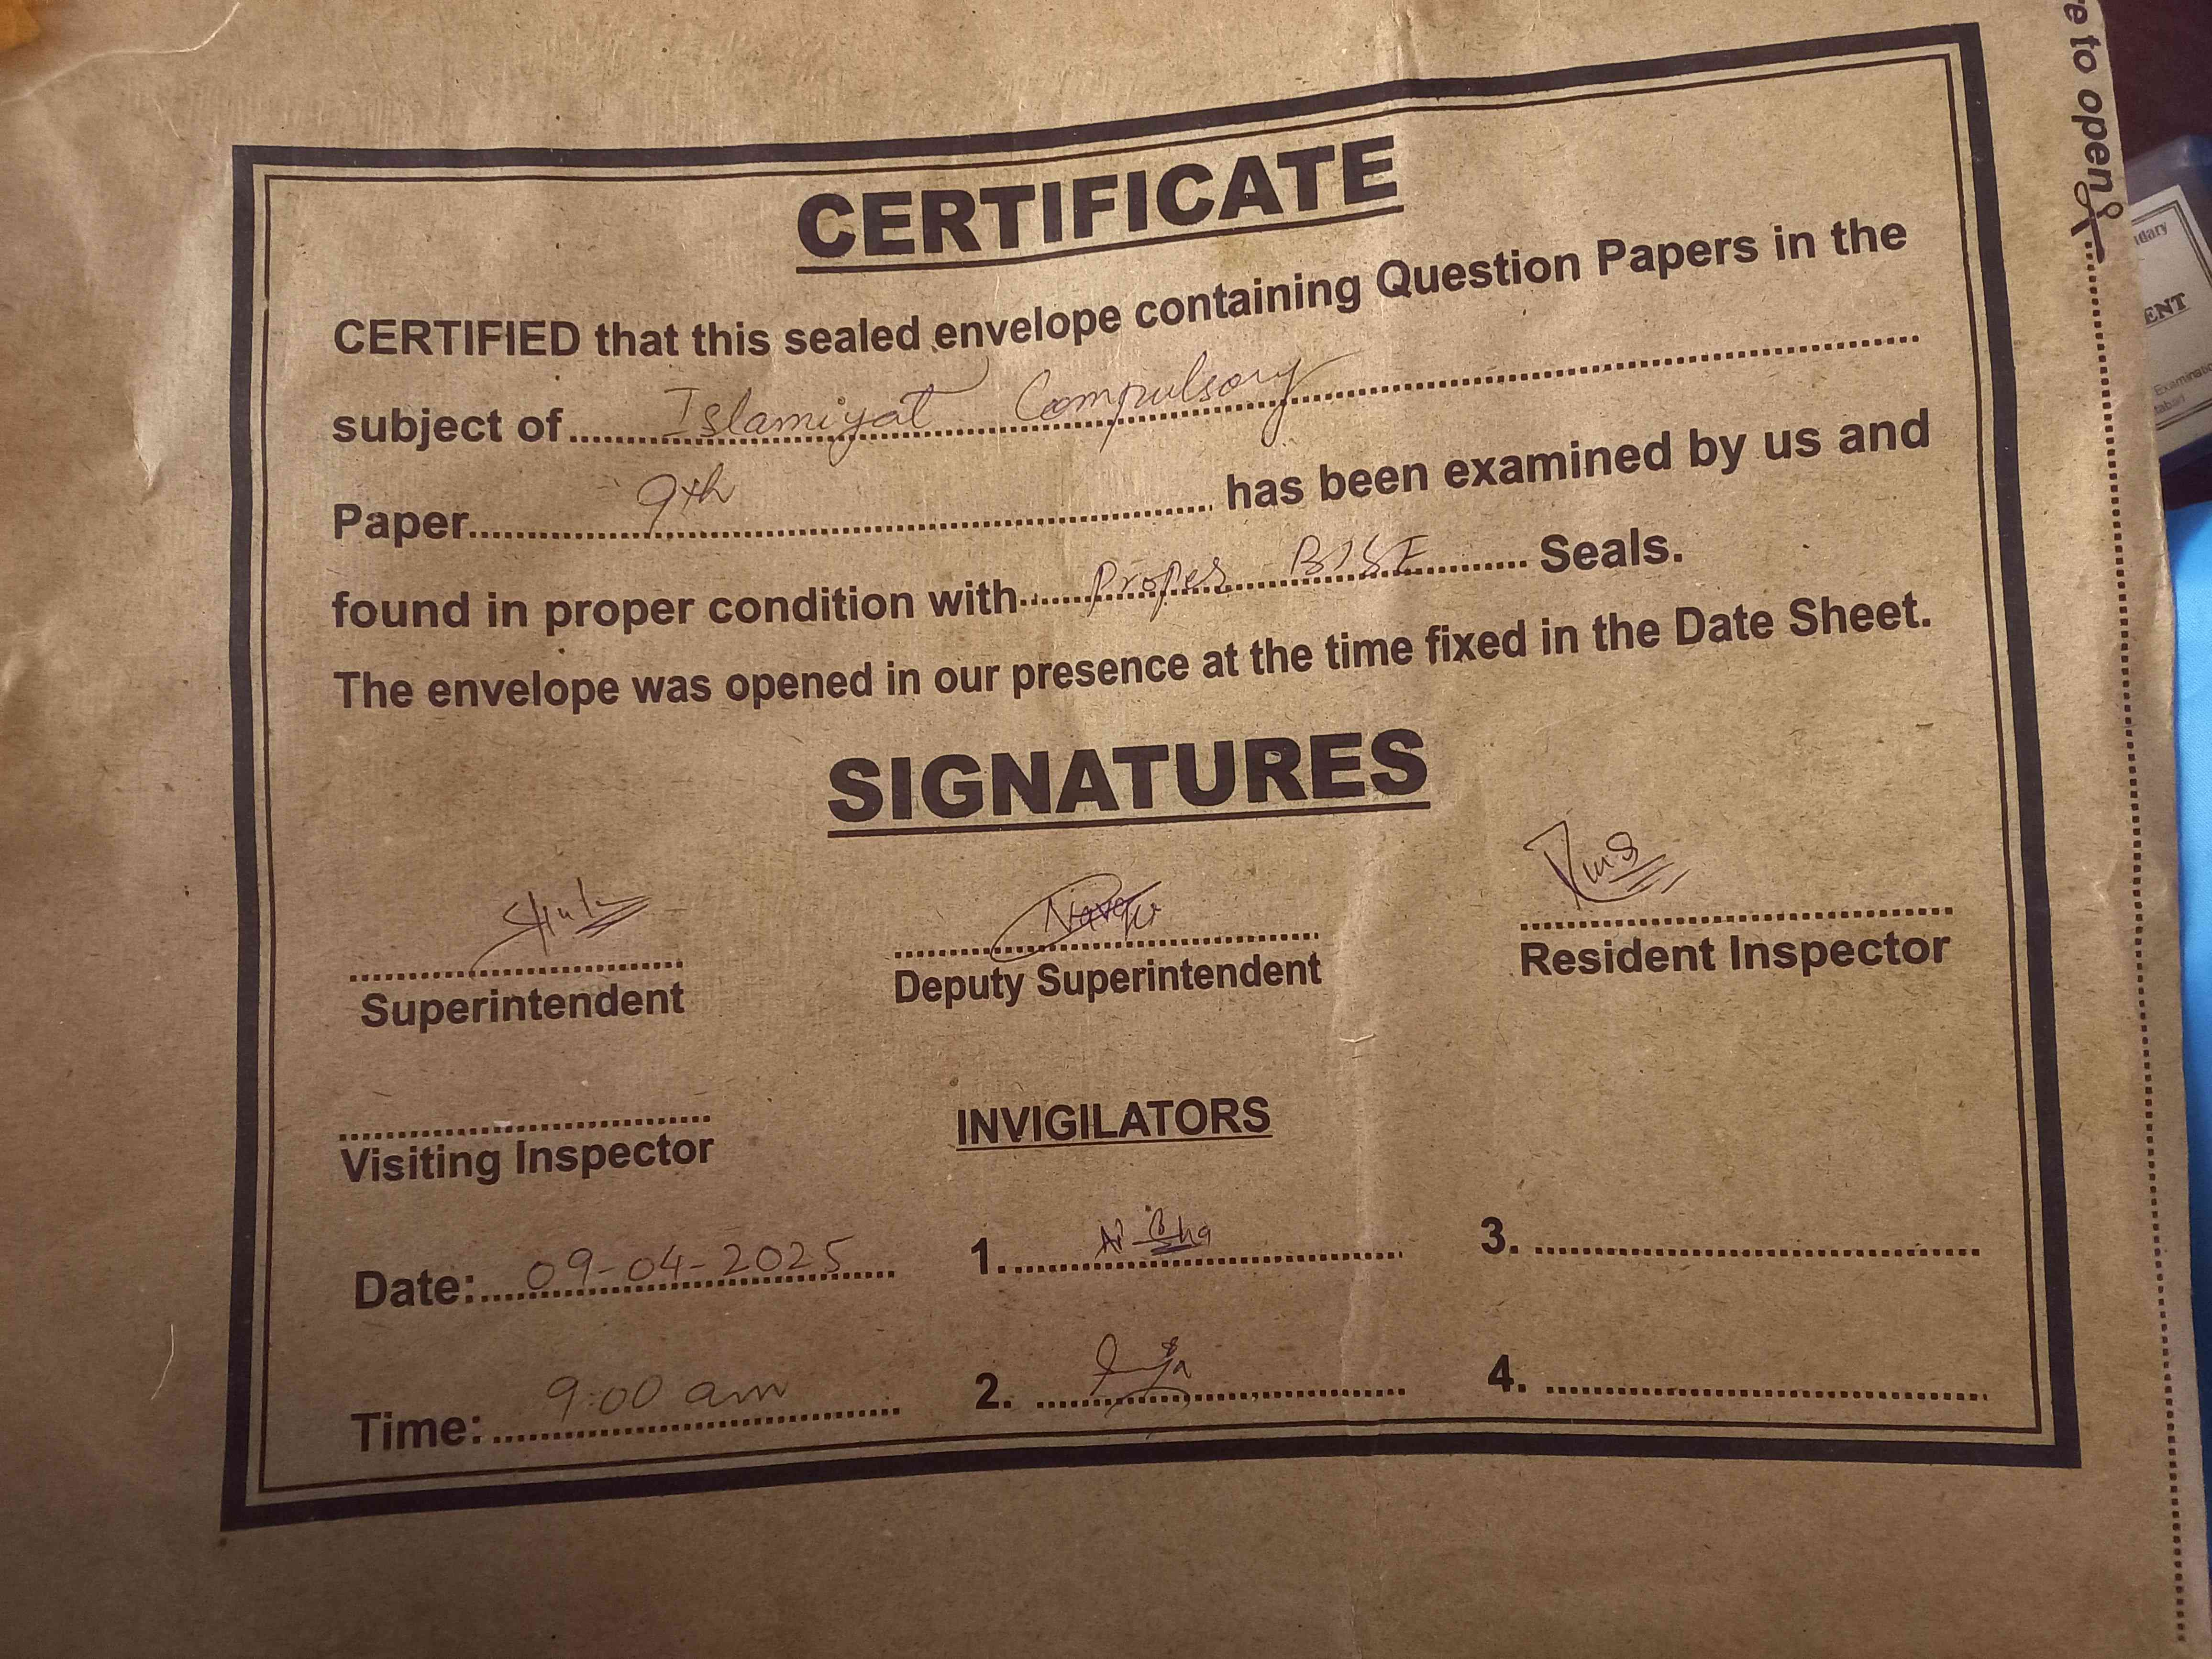 e to open
CERTIFICATE
CERTIFIED that this sealed envelope containing Question Papers in the
subject of Islamiyat Compulsory
Paper 9th has been examined by us and
found in proper condition with Proper BISE Seals.
The envelope was opened in our presence at the time fixed in the Date Sheet.
SIGNATURES
Superintendent
Deputy Superintendent
Resident Inspector
Visiting Inspector
INVIGILATORS
Date: 09-04-2025
1.
3.
Time: 9:00 am
2.
4.
ENT
Examinatio